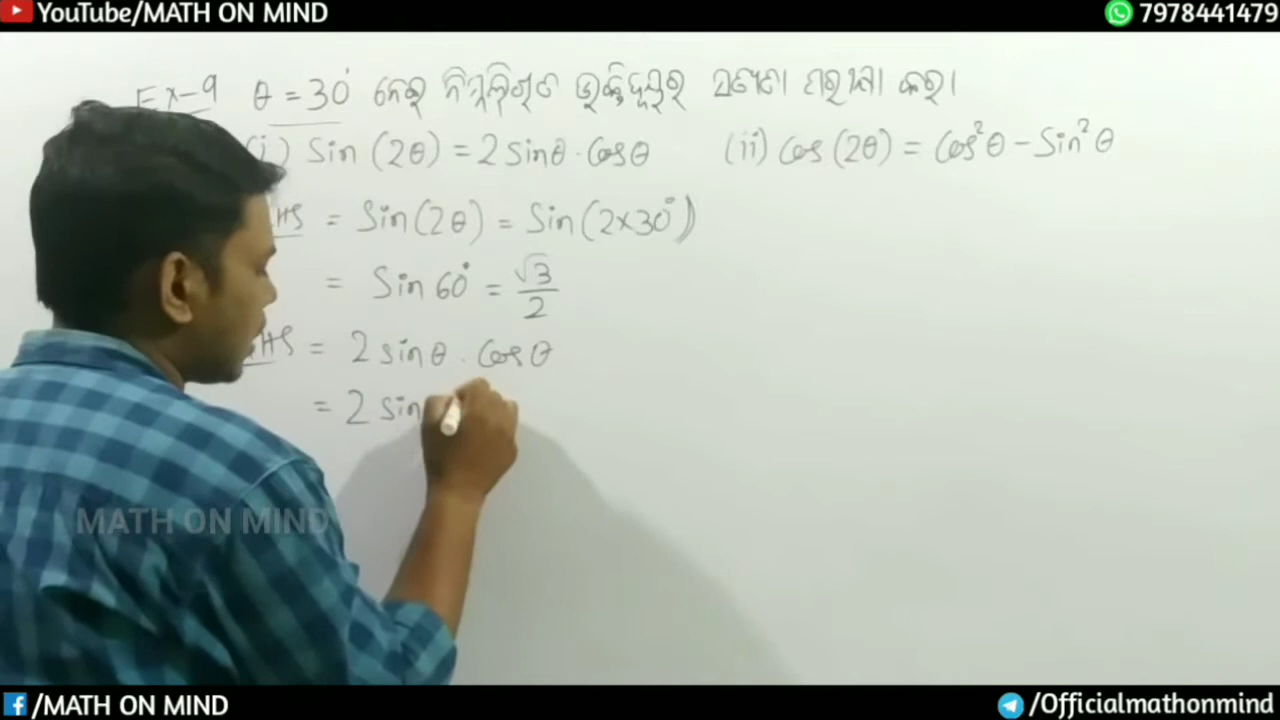 YouTube/MATH ON MIND
7978441479
Ex-9 θ = 30° ନେଇ ନିମ୍ନଲିଖିତ ଉକ୍ତିଦ୍ୱୟର ସତ୍ୟତା ପରୀକ୍ଷା କର।
(i) Sin (2θ) = 2 sinθ · cosθ (ii) cos (2θ) = cos²θ - sin²θ
HS = Sin(2θ) = Sin(2×30°)
= Sin 60° = √3/2
HS = 2 sinθ · cosθ
= 2 sin
MATH ON MIND
/MATH ON MIND
/Officialmathonmind